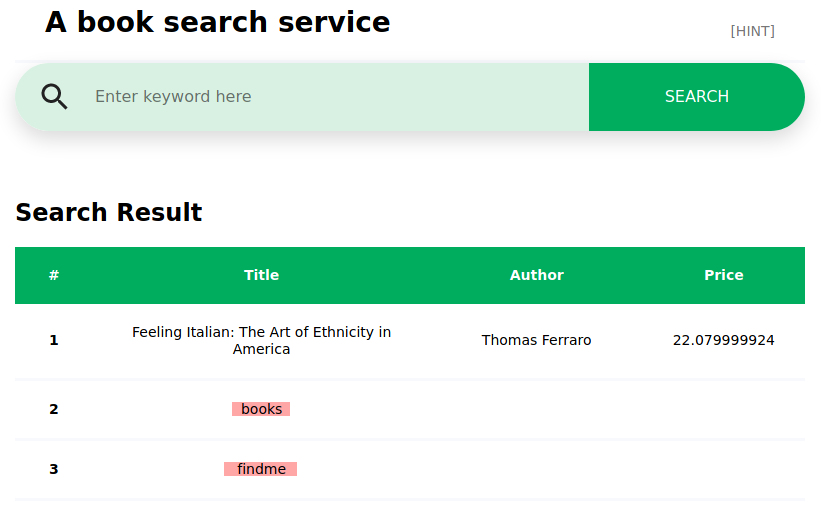 A book search service
[HINT]
Enter keyword here
SEARCH
Search Result
# Title Author Price
1 Feeling Italian: The Art of Ethnicity in America Thomas Ferraro 22.079999924
2 books
3 findme